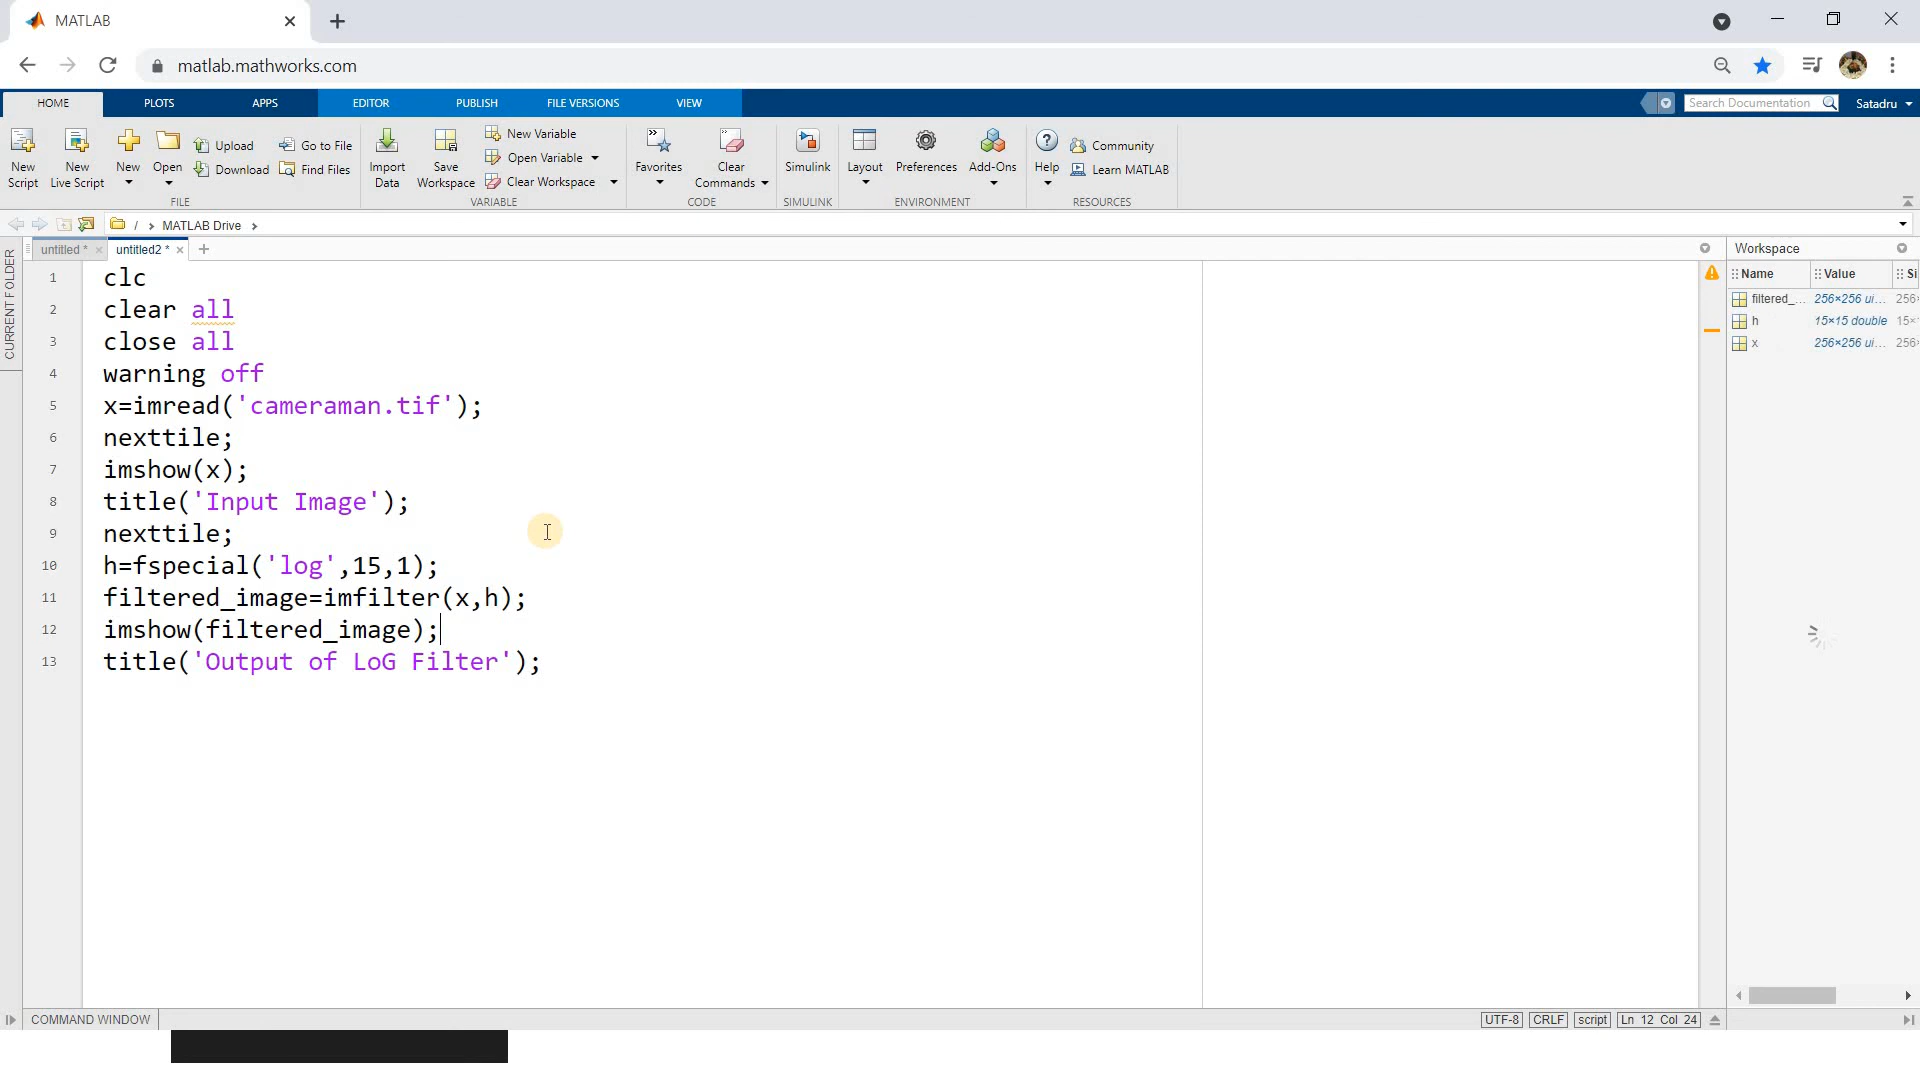 MATLAB
matlab.mathworks.com
HOME PLOTS APPS EDITOR PUBLISH FILE VERSIONS VIEW Search Documentation Satadru
New Script
New Live Script
New
Open
Upload
Download
Go to File
Find Files
FILE
Import Data
Save Workspace
New Variable
Open Variable
Clear Workspace
VARIABLE
Favorites
Clear Commands
CODE
Simulink
SIMULINK
Layout
Preferences
Add-Ons
ENVIRONMENT
Help
Community
Learn MATLAB
RESOURCES
/ MATLAB Drive
CURRENT FOLDER
untitled * untitled2 *
1 clc
2 clear all
3 close all
4 warning off
5 x=imread('cameraman.tif');
6 nexttile;
7 imshow(x);
8 title('Input Image');
9 nexttile;
10 h=fspecial('log',15,1);
11 filtered_image=imfilter(x,h);
12 imshow(filtered_image);
13 title('Output of LoG Filter');
Workspace
Name Value Si
filtered_... 256×256 ui... 256×
h 15×15 double 15×
x 256×256 ui... 256×
COMMAND WINDOW
UTF-8 CRLF script Ln 12 Col 24